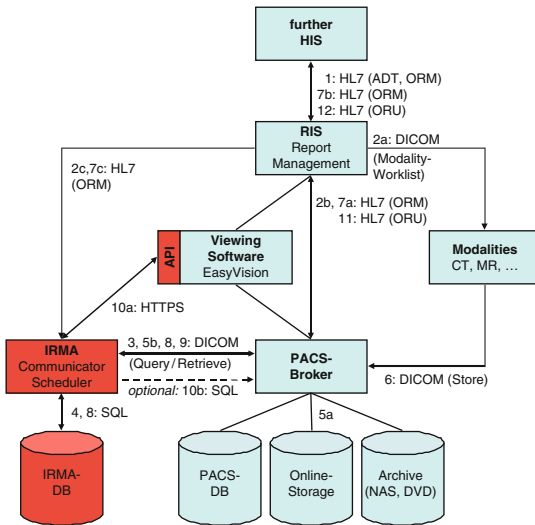 further
HIS
1: HL7 (ADT, ORM)
7b: HL7 (ORM)
12: HL7 (ORU)
RIS
Report
Management
2a: DICOM
(Modality-
Worklist)
2c,7c: HL7
(ORM)
2b, 7a: HL7 (ORM)
11: HL7 (ORU)
API
Viewing
Software
EasyVision
Modalities
CT, MR, ...
10a: HTTPS
IRMA
Communicator
Scheduler
3, 5b, 8, 9: DICOM
(Query/Retrieve)
optional: 10b: SQL
PACS-
Broker
6: DICOM (Store)
4, 8: SQL
5a
IRMA-
DB
PACS-
DB
Online-
Storage
Archive
(NAS, DVD)